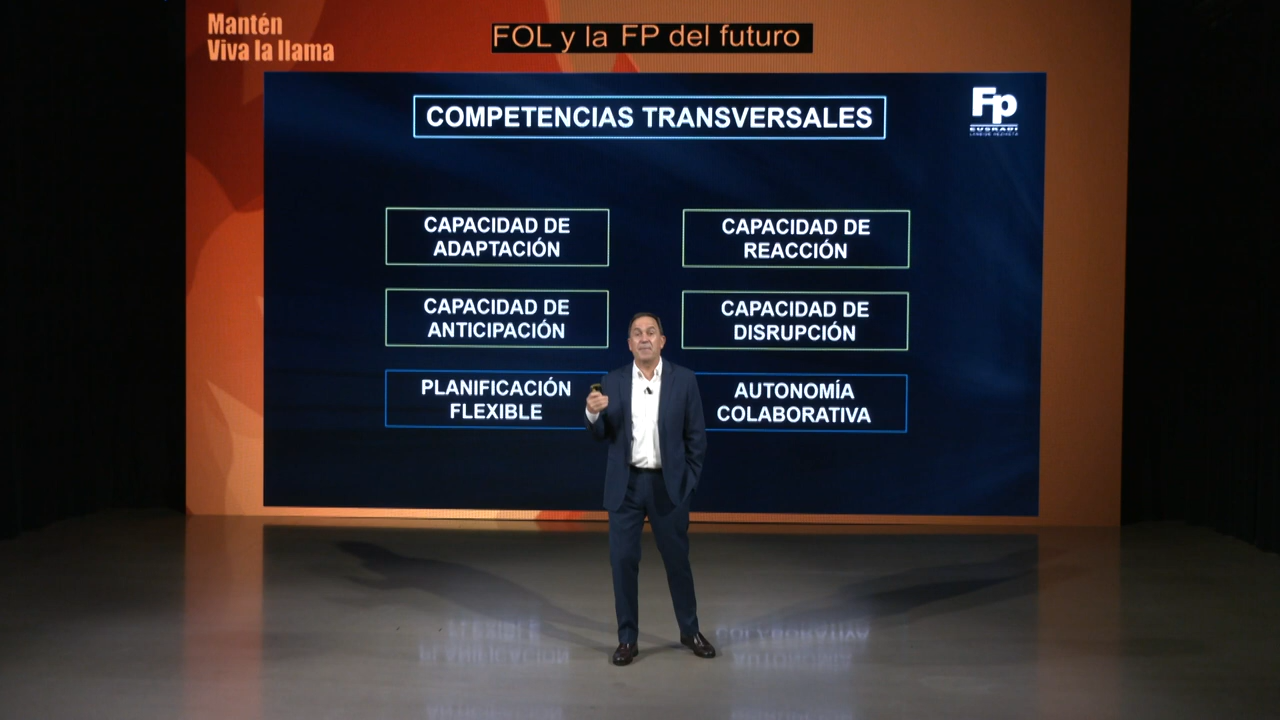 Mantén
Viva la llama
FOL y la FP del futuro
COMPETENCIAS TRANSVERSALES
Fp
EUSKADI
CAPACIDAD DE
ADAPTACIÓN
CAPACIDAD DE
REACCIÓN
CAPACIDAD DE
ANTICIPACIÓN
CAPACIDAD DE
DISRUPCIÓN
PLANIFICACIÓN
FLEXIBLE
AUTONOMÍA
COLABORATIVA